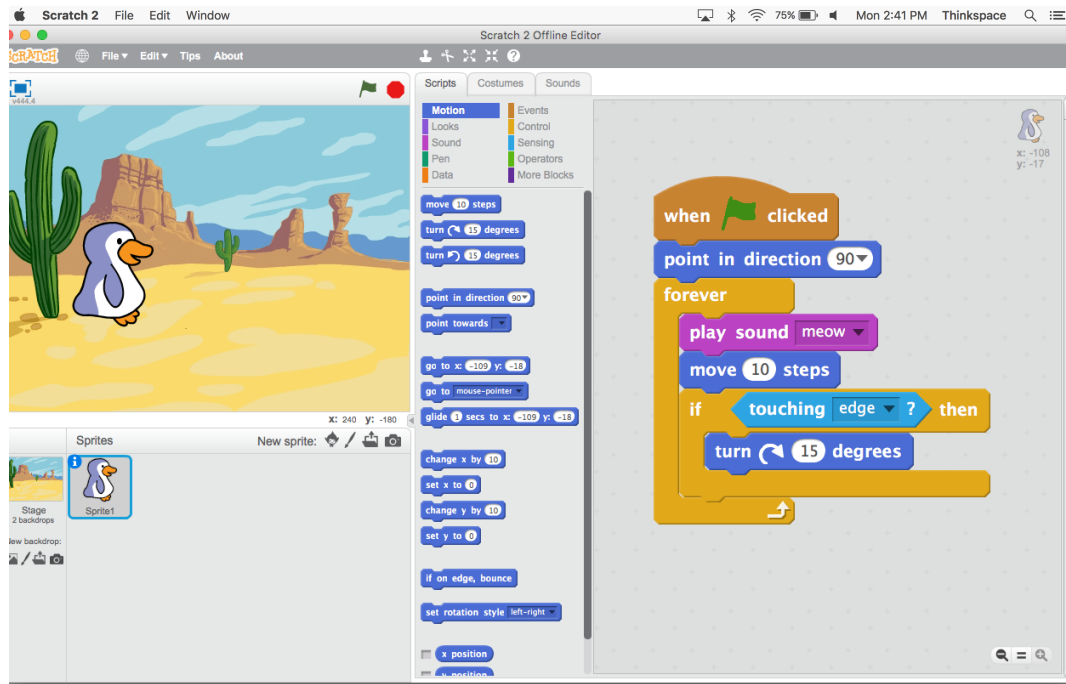 Scratch 2 File Edit Window 75% Mon 2:41 PM Thinkspace
Scratch 2 Offline Editor
SCRATCH File Edit Tips About
v444.4
Scripts Costumes Sounds
Motion Events
Looks Control
Sound Sensing
Pen Operators
Data More Blocks
move 10 steps
turn 15 degrees
turn 15 degrees
point in direction 90
point towards
go to x: -109 y: -18
go to mouse-pointer
glide 1 secs to x: -109 y: -18
change x by 10
set x to 0
change y by 10
set y to 0
if on edge, bounce
set rotation style left-right
x position
y position
x: -108
y: -17
when clicked
point in direction 90
forever
play sound meow
move 10 steps
if touching edge ? then
turn 15 degrees
x: 240 y: -180
Sprites New sprite:
Sprite1
Stage
2 backdrops
New backdrop: